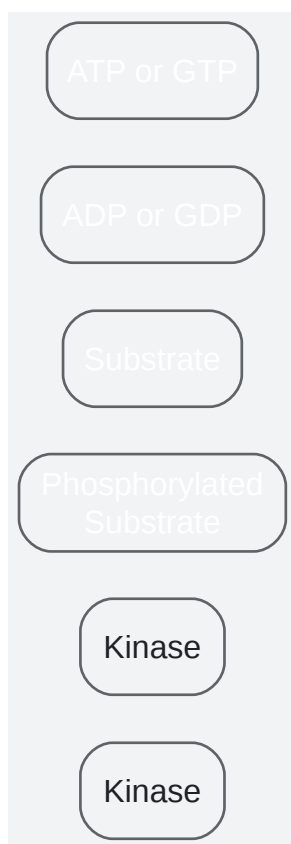 ATP or GTP
ADP or GDP
Substrate
Phosphorylated
Substrate
Kinase
Kinase